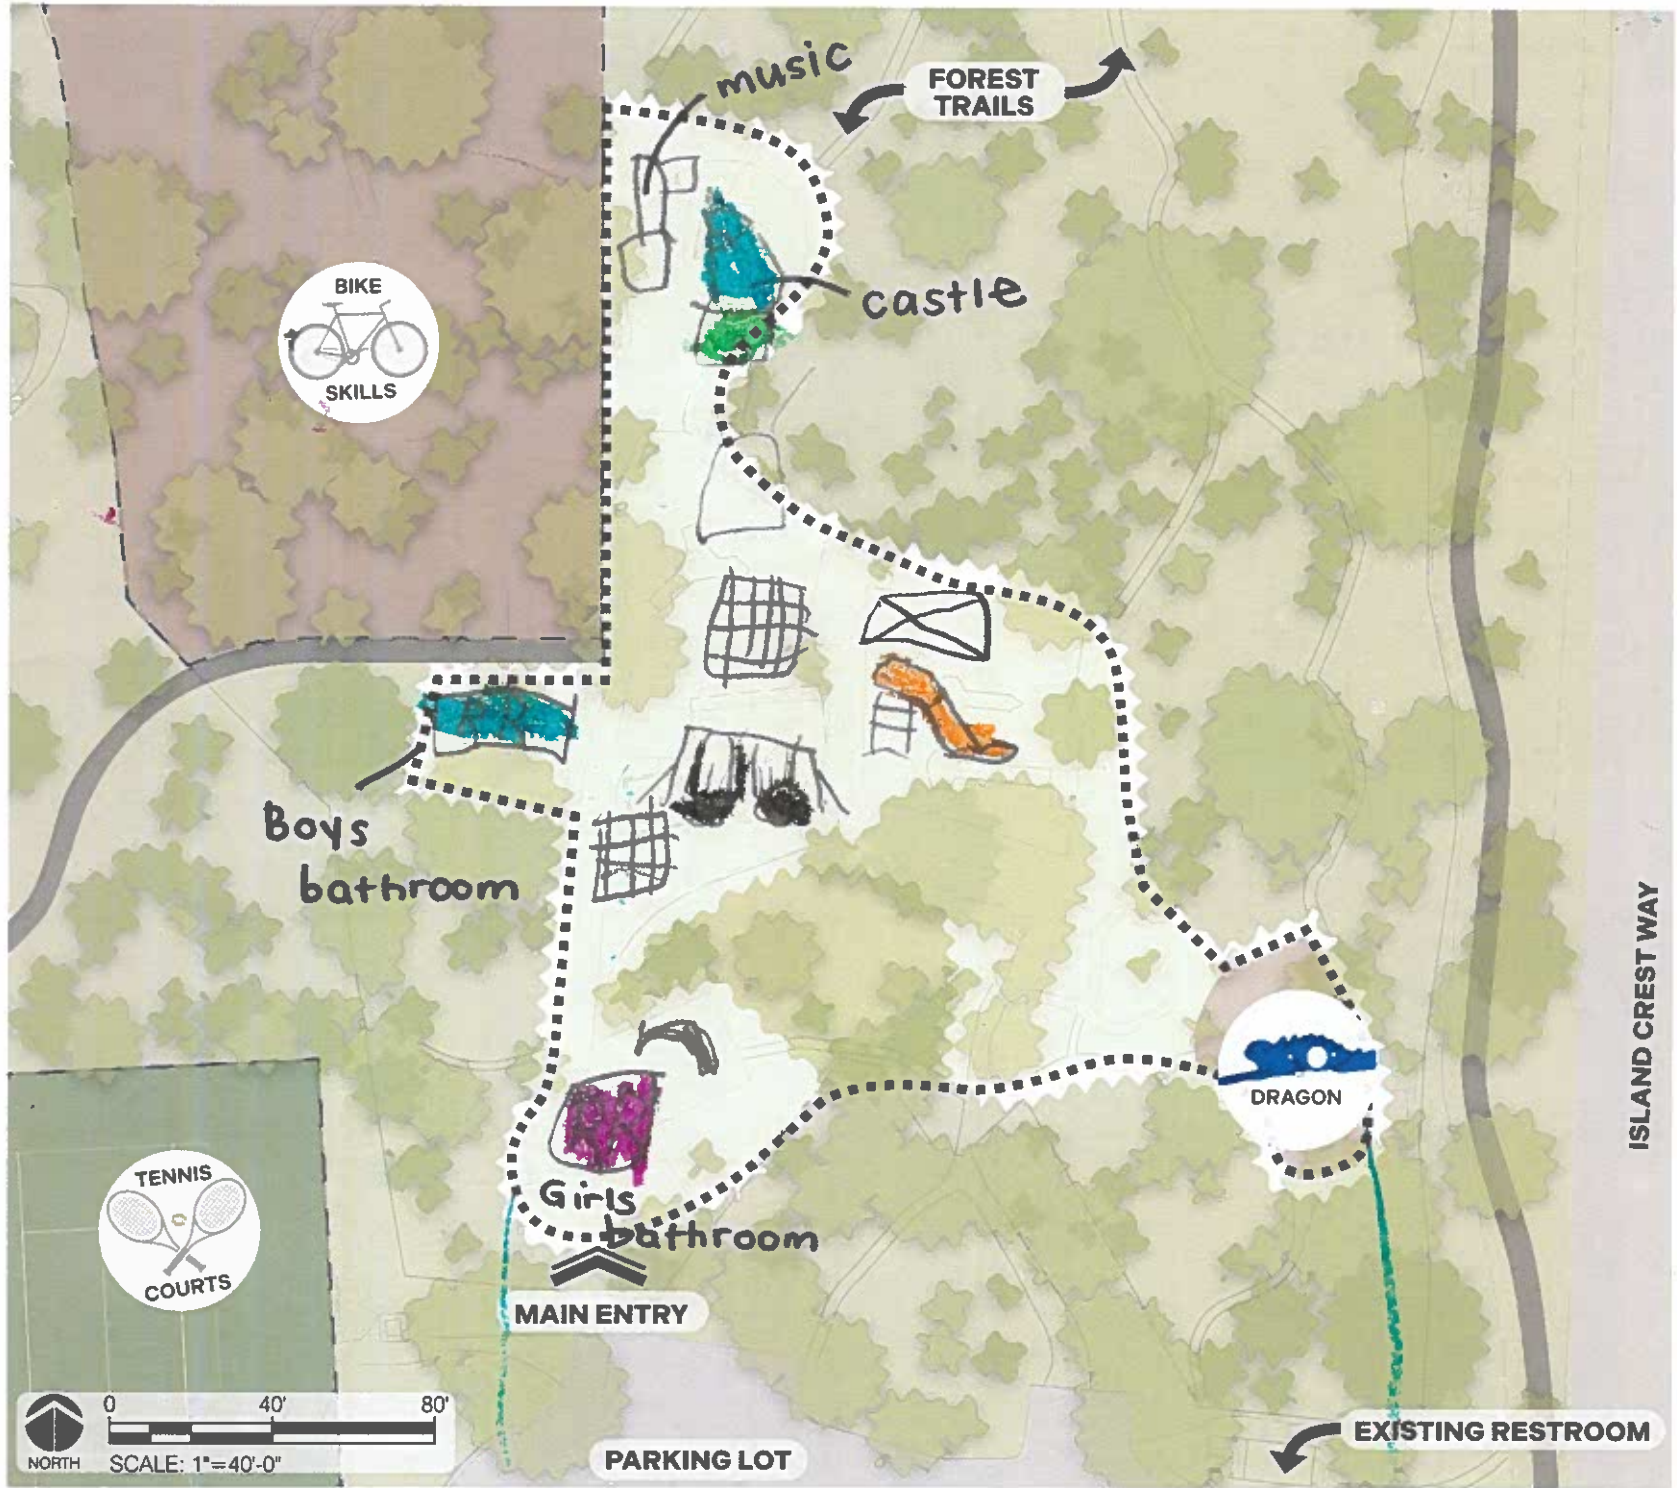 music
FOREST
TRAILS
BIKE
SKILLS
castle
Boys
bathroom
ISLAND CREST WAY
DRAGON
TENNIS
COURTS
Girls
bathroom
MAIN ENTRY
0 40' 80'
NORTH
SCALE: 1"=40'-0"
PARKING LOT
EXISTING RESTROOM